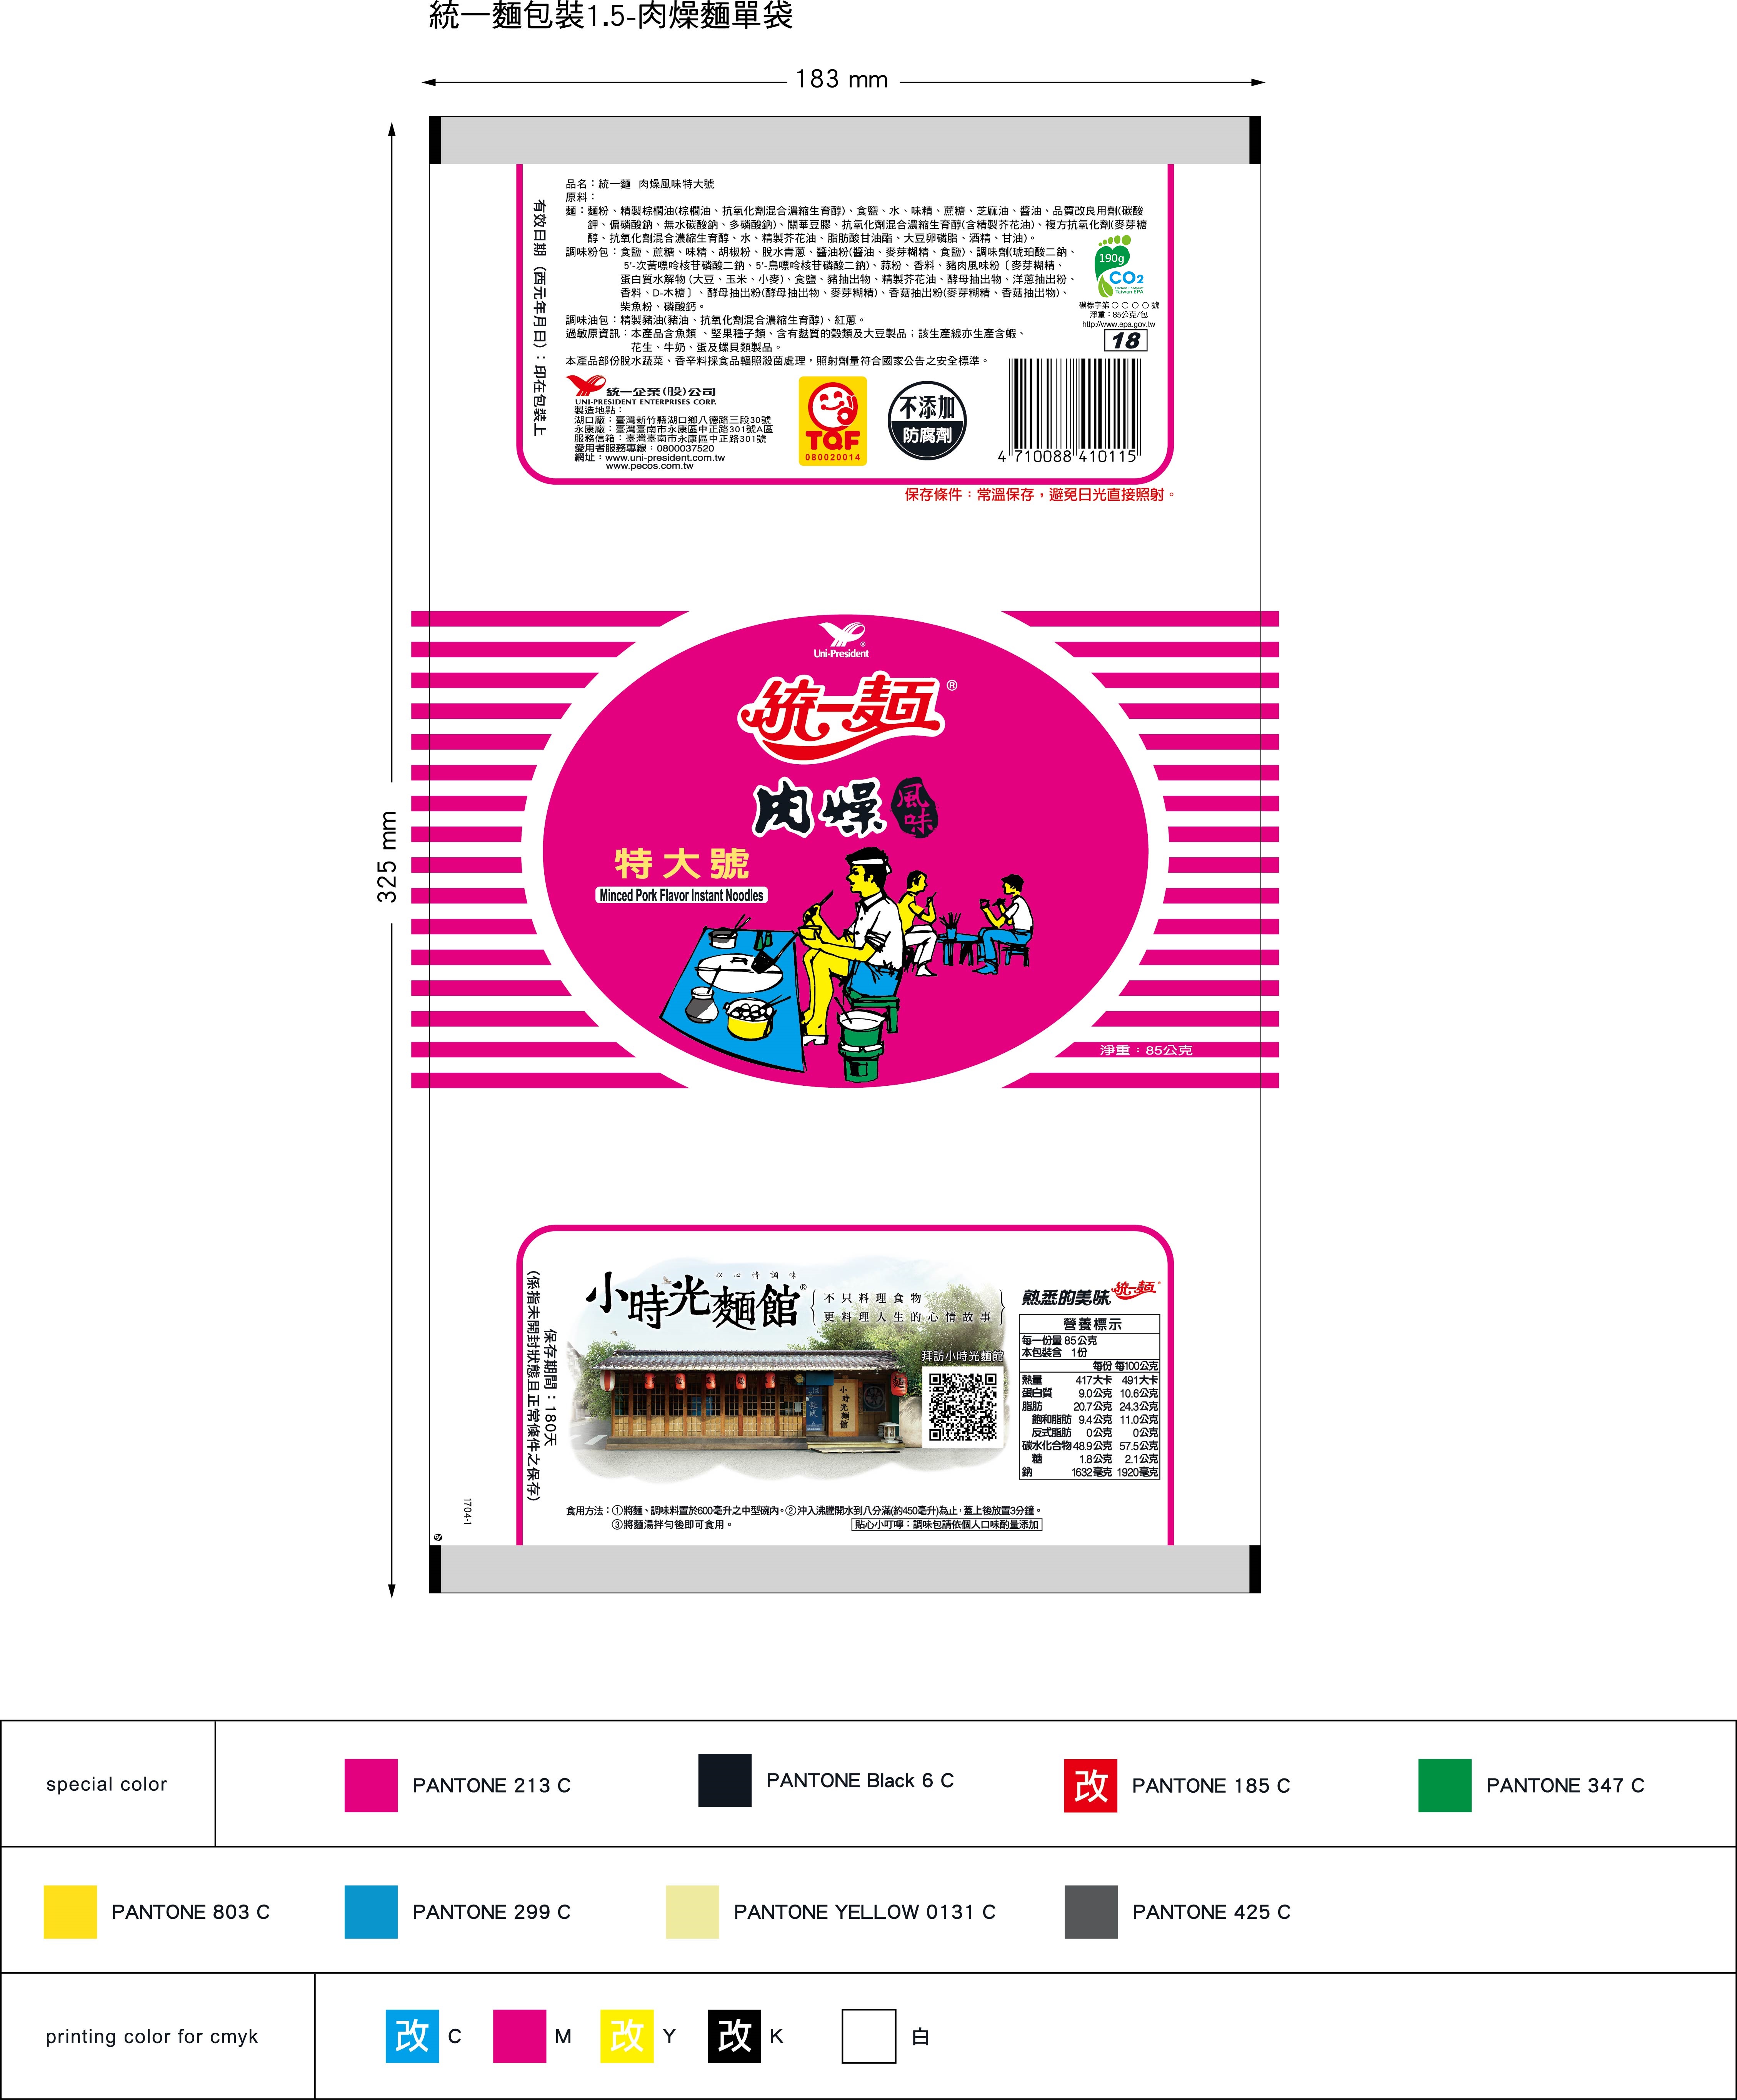 統一麵包裝1.5-肉燥麵單袋
183 mm
325 mm
品名：統一麵 肉燥風味特大號
原料：
麵：麵粉、精製棕櫚油(棕櫚油、抗氧化劑混合濃縮生育醇)、食鹽、水、味精、蔗糖、芝麻油、醬油、品質改良用劑(碳酸
鉀、偏磷酸鈉、無水碳酸鈉、多磷酸鈉)、關華豆膠、抗氧化劑混合濃縮生育醇(含精製芥花油)、複方抗氧化劑(麥芽糖
醇、抗氧化劑混合濃縮生育醇、水、精製芥花油、脂肪酸甘油酯、大豆卵磷脂、酒精、甘油)。
調味粉包：食鹽、蔗糖、味精、胡椒粉、脫水青蔥、醬油粉(醬油、麥芽糊精、食鹽)、調味劑(琥珀酸二鈉、
5'-次黃嘌呤核苷磷酸二鈉、5'-鳥嘌呤核苷磷酸二鈉)、蒜粉、香料、豬肉風味粉〔麥芽糊精、
蛋白質水解物(大豆、玉米、小麥)、食鹽、豬抽出物、精製芥花油、酵母抽出物、洋蔥抽出粉、
香料、D-木糖〕、酵母抽出粉(酵母抽出物、麥芽糊精)、香菇抽出粉(麥芽糊精、香菇抽出物)、
柴魚粉、磷酸鈣。
調味油包：精製豬油(豬油、抗氧化劑混合濃縮生育醇)、紅蔥。
過敏原資訊：本產品含魚類、堅果種子類、含有麩質的穀類及大豆製品；該生產線亦生產含蝦、
花生、牛奶、蛋及螺貝類製品。
本產品部份脫水蔬菜、香辛料採食品輻照殺菌處理，照射劑量符合國家公告之安全標準。
有效日期（西元年月日）：印在包裝上
190g
CO2
Carbon Footprint
Taiwan EPA
碳標字第○○○○號
淨重：85公克/包
http://www.epa.gov.tw
18
統一企業(股)公司
UNI-PRESIDENT ENTERPRISES CORP.
製造地點：
湖口廠：臺灣新竹縣湖口鄉八德路三段30號
永康廠：臺灣臺南市永康區中正路301號A區
服務信箱：臺灣臺南市永康區中正路301號
愛用者服務專線：0800037520
網址：www.uni-president.com.tw
www.pecos.com.tw
TQF
080020014
不添加
防腐劑
4 710088 410115
保存條件：常溫保存，避免日光直接照射。
Uni-President®
統一麵®
肉燥風味
特大號
Minced Pork Flavor Instant Noodles
淨重：85公克
以心情調味
小時光麵館®
不只料理食物
更料理人生的心情故事
拜訪小時光麵館
小時光麵館
麵
熟悉的美味 統一麵
營養標示
每一份量 85公克
本包裝含 1份
每份 每100公克
熱量 417大卡 491大卡
蛋白質 9.0公克 10.6公克
脂肪 20.7公克 24.3公克
飽和脂肪 9.4公克 11.0公克
反式脂肪 0公克 0公克
碳水化合物 48.9公克 57.5公克
糖 1.8公克 2.1公克
鈉 1632毫克 1920毫克
保存期間：180天
(係指未開封狀態且正常條件之保存)
1704-1
食用方法：①將麵、調味料置於600毫升之中型碗內。②沖入沸騰開水到八分滿(約450毫升)為止，蓋上後放置3分鐘。
③將麵湯拌勻後即可食用。
貼心小叮嚀：調味包請依個人口味酌量添加
special color
PANTONE 213 C
PANTONE Black 6 C
改 PANTONE 185 C
PANTONE 347 C
PANTONE 803 C
PANTONE 299 C
PANTONE YELLOW 0131 C
PANTONE 425 C
printing color for cmyk
改 C
M
改 Y
改 K
白